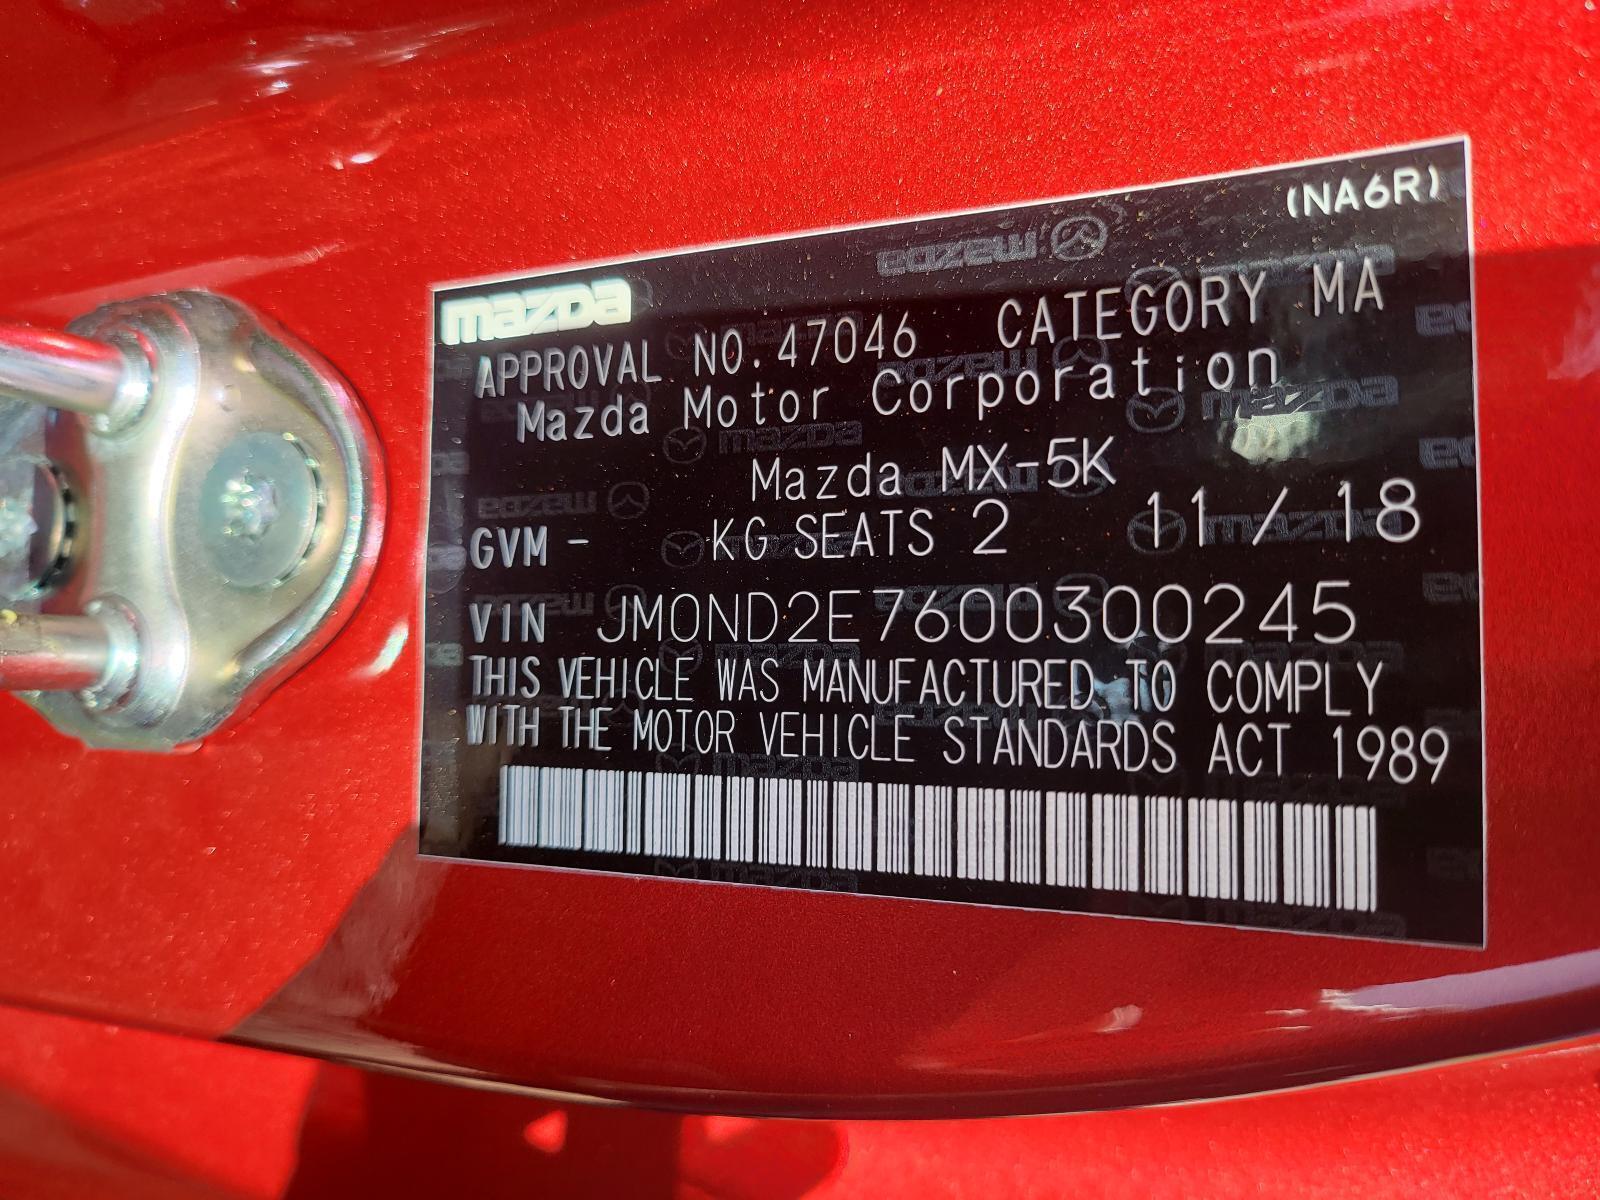 (NA6R)
mazda
APPROVAL NO. 47046 CATEGORY MA
Mazda Motor Corporation
Mazda MX-5K
GVM - KG SEATS 2 11 / 18
VIN JM0ND2E7600300245
THIS VEHICLE WAS MANUFACTURED TO COMPLY
WITH THE MOTOR VEHICLE STANDARDS ACT 1989